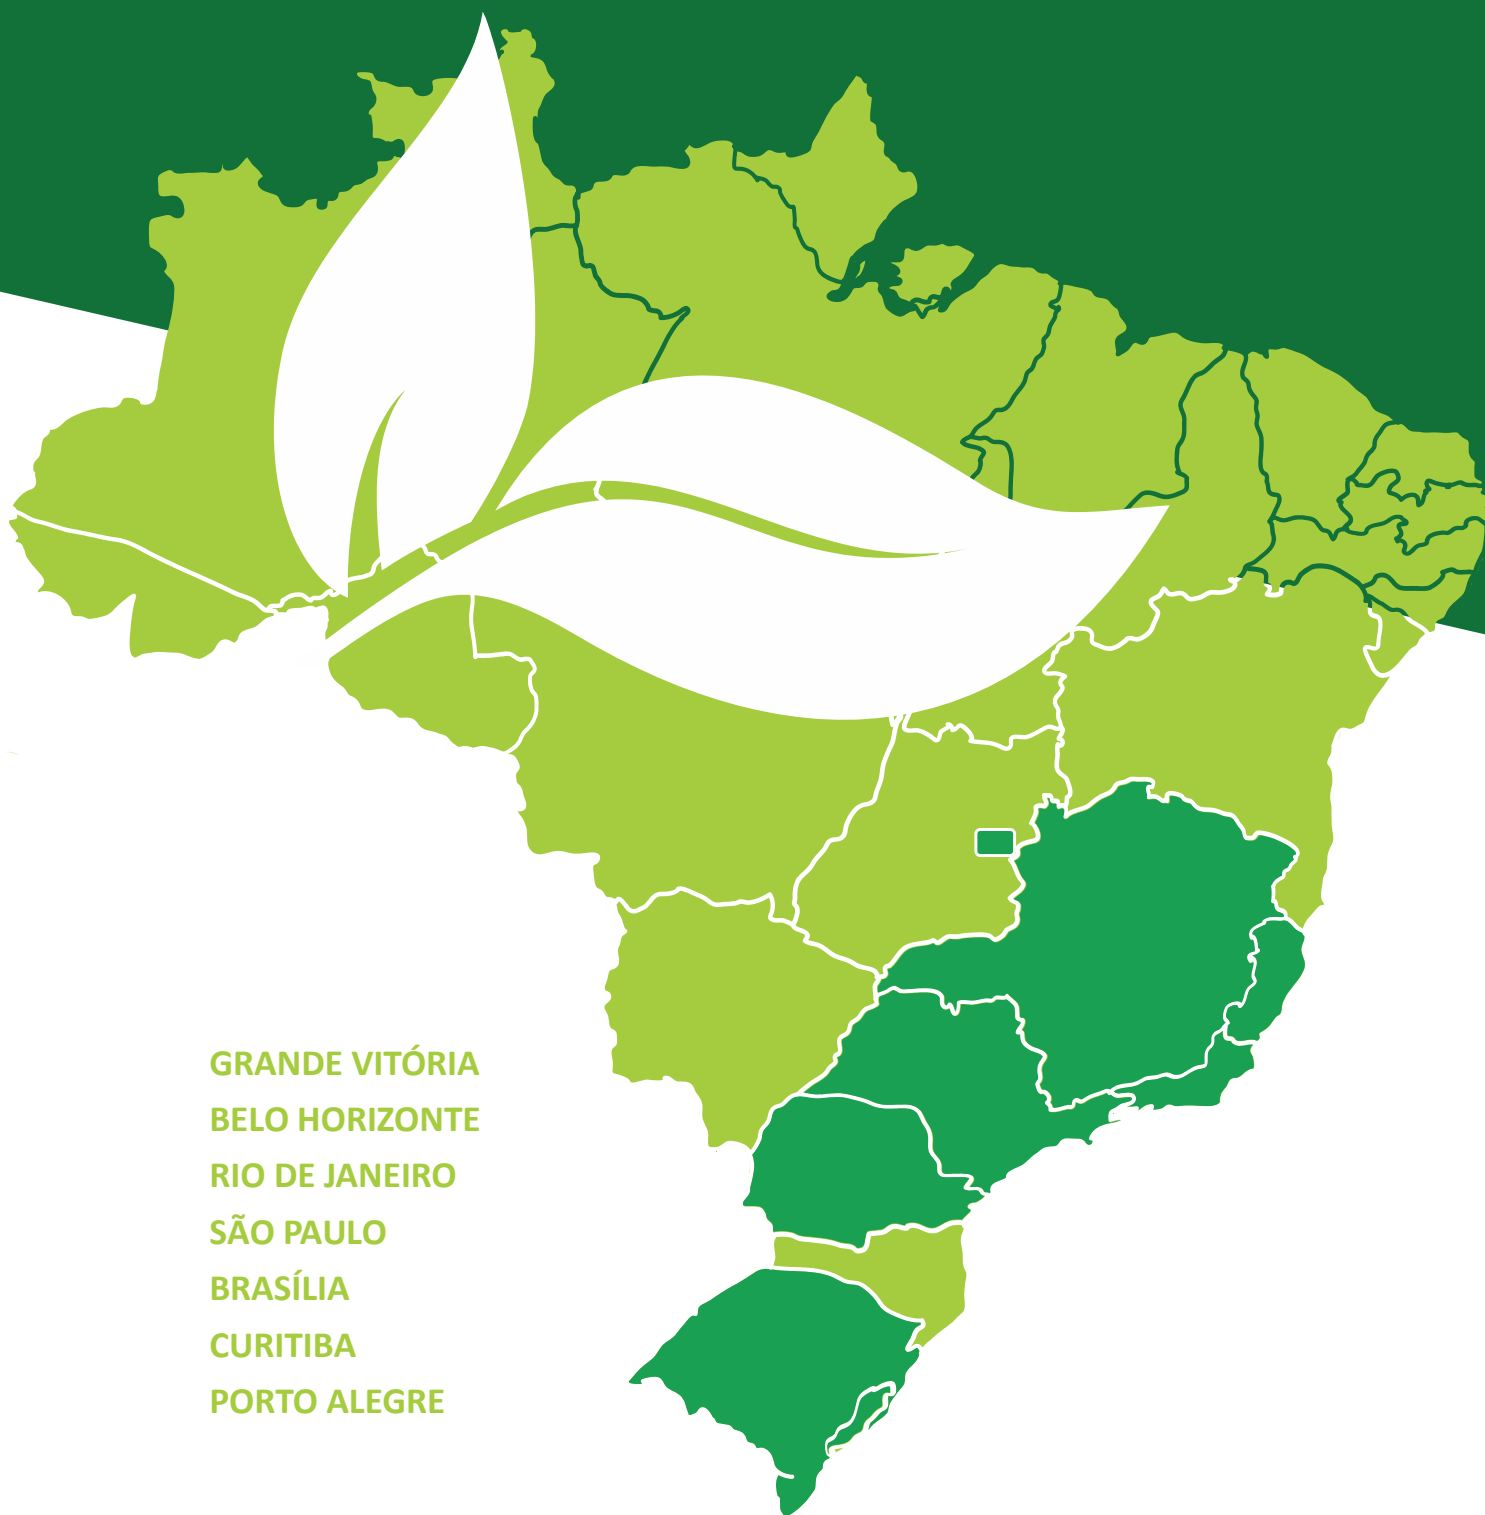 GRANDE VITÓRIA
BELO HORIZONTE
RIO DE JANEIRO
SÃO PAULO
BRASÍLIA
CURITIBA
PORTO ALEGRE